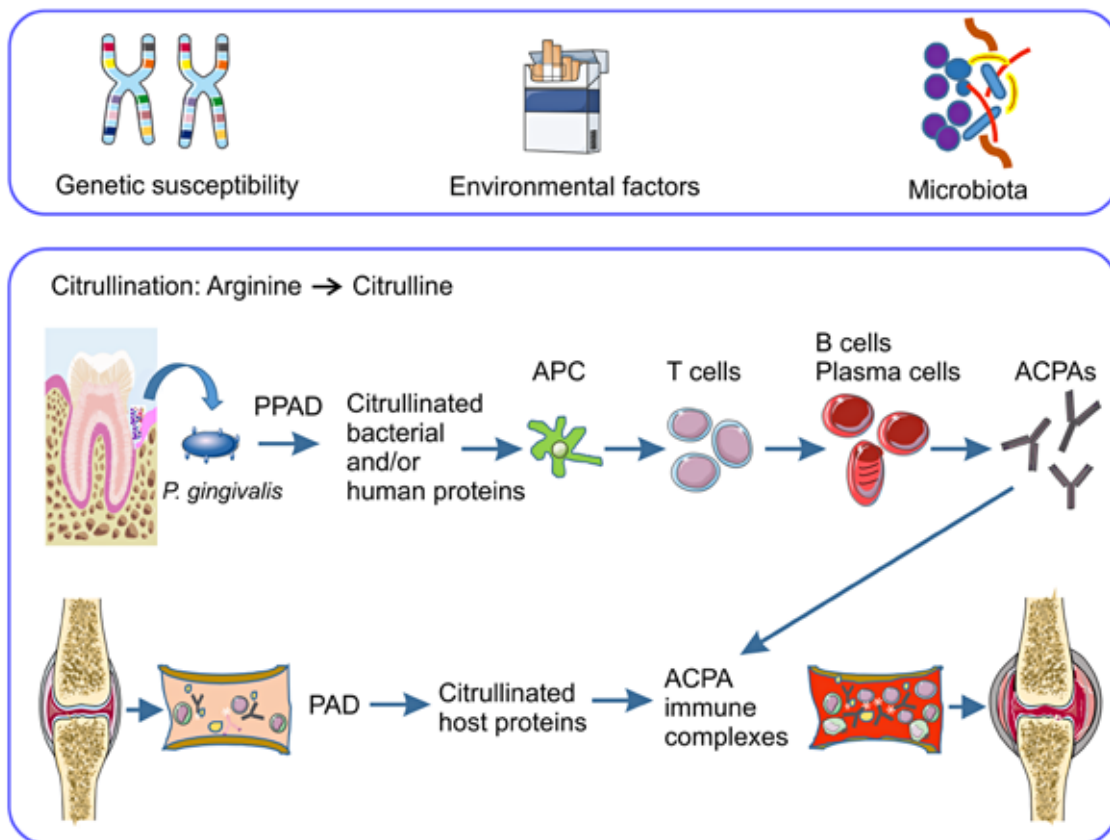 Genetic susceptibility
Environmental factors
Microbiota
Citrullination: Arginine → Citrulline
P. gingivalis
PPAD
Citrullinated
bacterial
and/or
human proteins
APC
T cells
B cells
Plasma cells
ACPAs
PAD
Citrullinated
host proteins
ACPA
immune
complexes